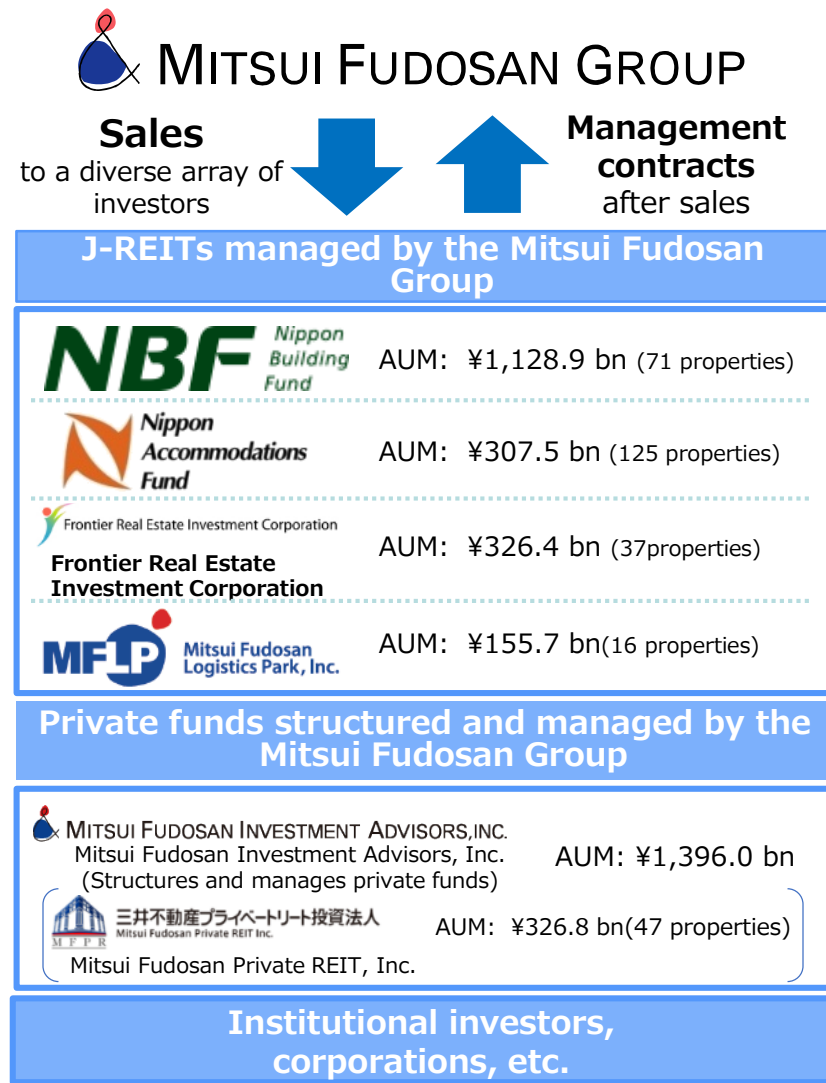 MITSUI FUDOSAN GROUP
Sales
to a diverse array of
investors
Management
contracts
after sales
J-REITs managed by the Mitsui Fudosan
Group
NBF
Nippon
Building
Fund
AUM: ¥1,128.9 bn (71 properties)
Nippon
Accommodations
Fund
AUM: ¥307.5 bn (125 properties)
Frontier Real Estate Investment Corporation
Frontier Real Estate
Investment Corporation
AUM: ¥326.4 bn (37properties)
MFLP
Mitsui Fudosan
Logistics Park, Inc.
AUM: ¥155.7 bn(16 properties)
Private funds structured and managed by the
Mitsui Fudosan Group
MITSUI FUDOSAN INVESTMENT ADVISORS,INC.
Mitsui Fudosan Investment Advisors, Inc.
(Structures and manages private funds)
AUM: ¥1,396.0 bn
MFPR
三井不動産プライベートリート投資法人
Mitsui Fudosan Private REIT Inc.
AUM: ¥326.8 bn(47 properties)
Mitsui Fudosan Private REIT, Inc.
Institutional investors,
corporations, etc.